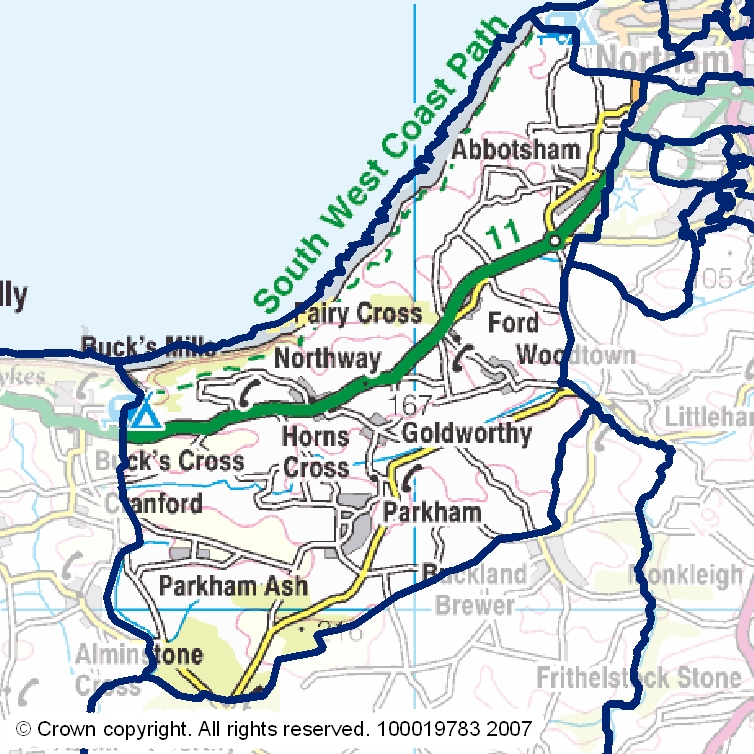 Northam
South West Coast Path
Abbotsham
11
lly
Fairy Cross
Ford
Buck's Mills
Northway
Woodtown
ykes
167
Littleham
Horns
Cross
Goldworthy
Buck's Cross
Cranford
Parkham
Parkham Ash
Buckland
Brewer
Monkleigh
Alminstone
Cross
Frithelstock Stone
© Crown copyright. All rights reserved. 100019783 2007